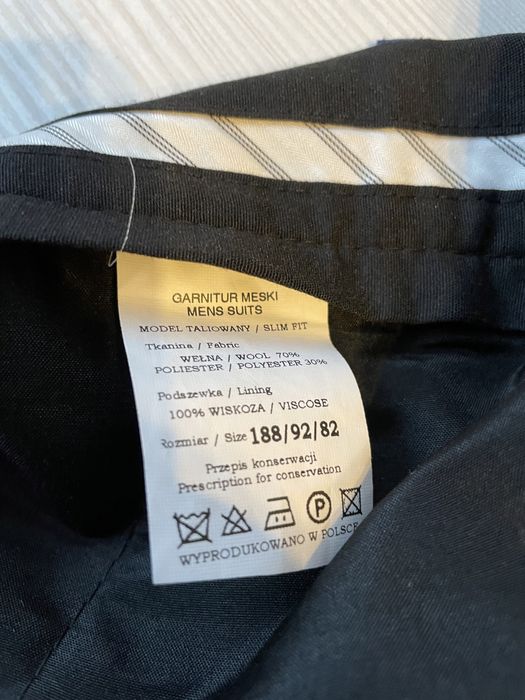 GARNITUR MESKI
MENS SUITS
MODEL TALIOWANY / SLIM FIT
Tkanina / Fabric
WEŁNA / WOOL 70%
POLIESTER / POLYESTER 30%
Podszewka / Lining
100% WISKOZA / VISCOSE
Rozmiar / Size 188/92/82
Przepis konserwacji
Prescription for conservation
P
WYPRODUKOWANO W POLSCE